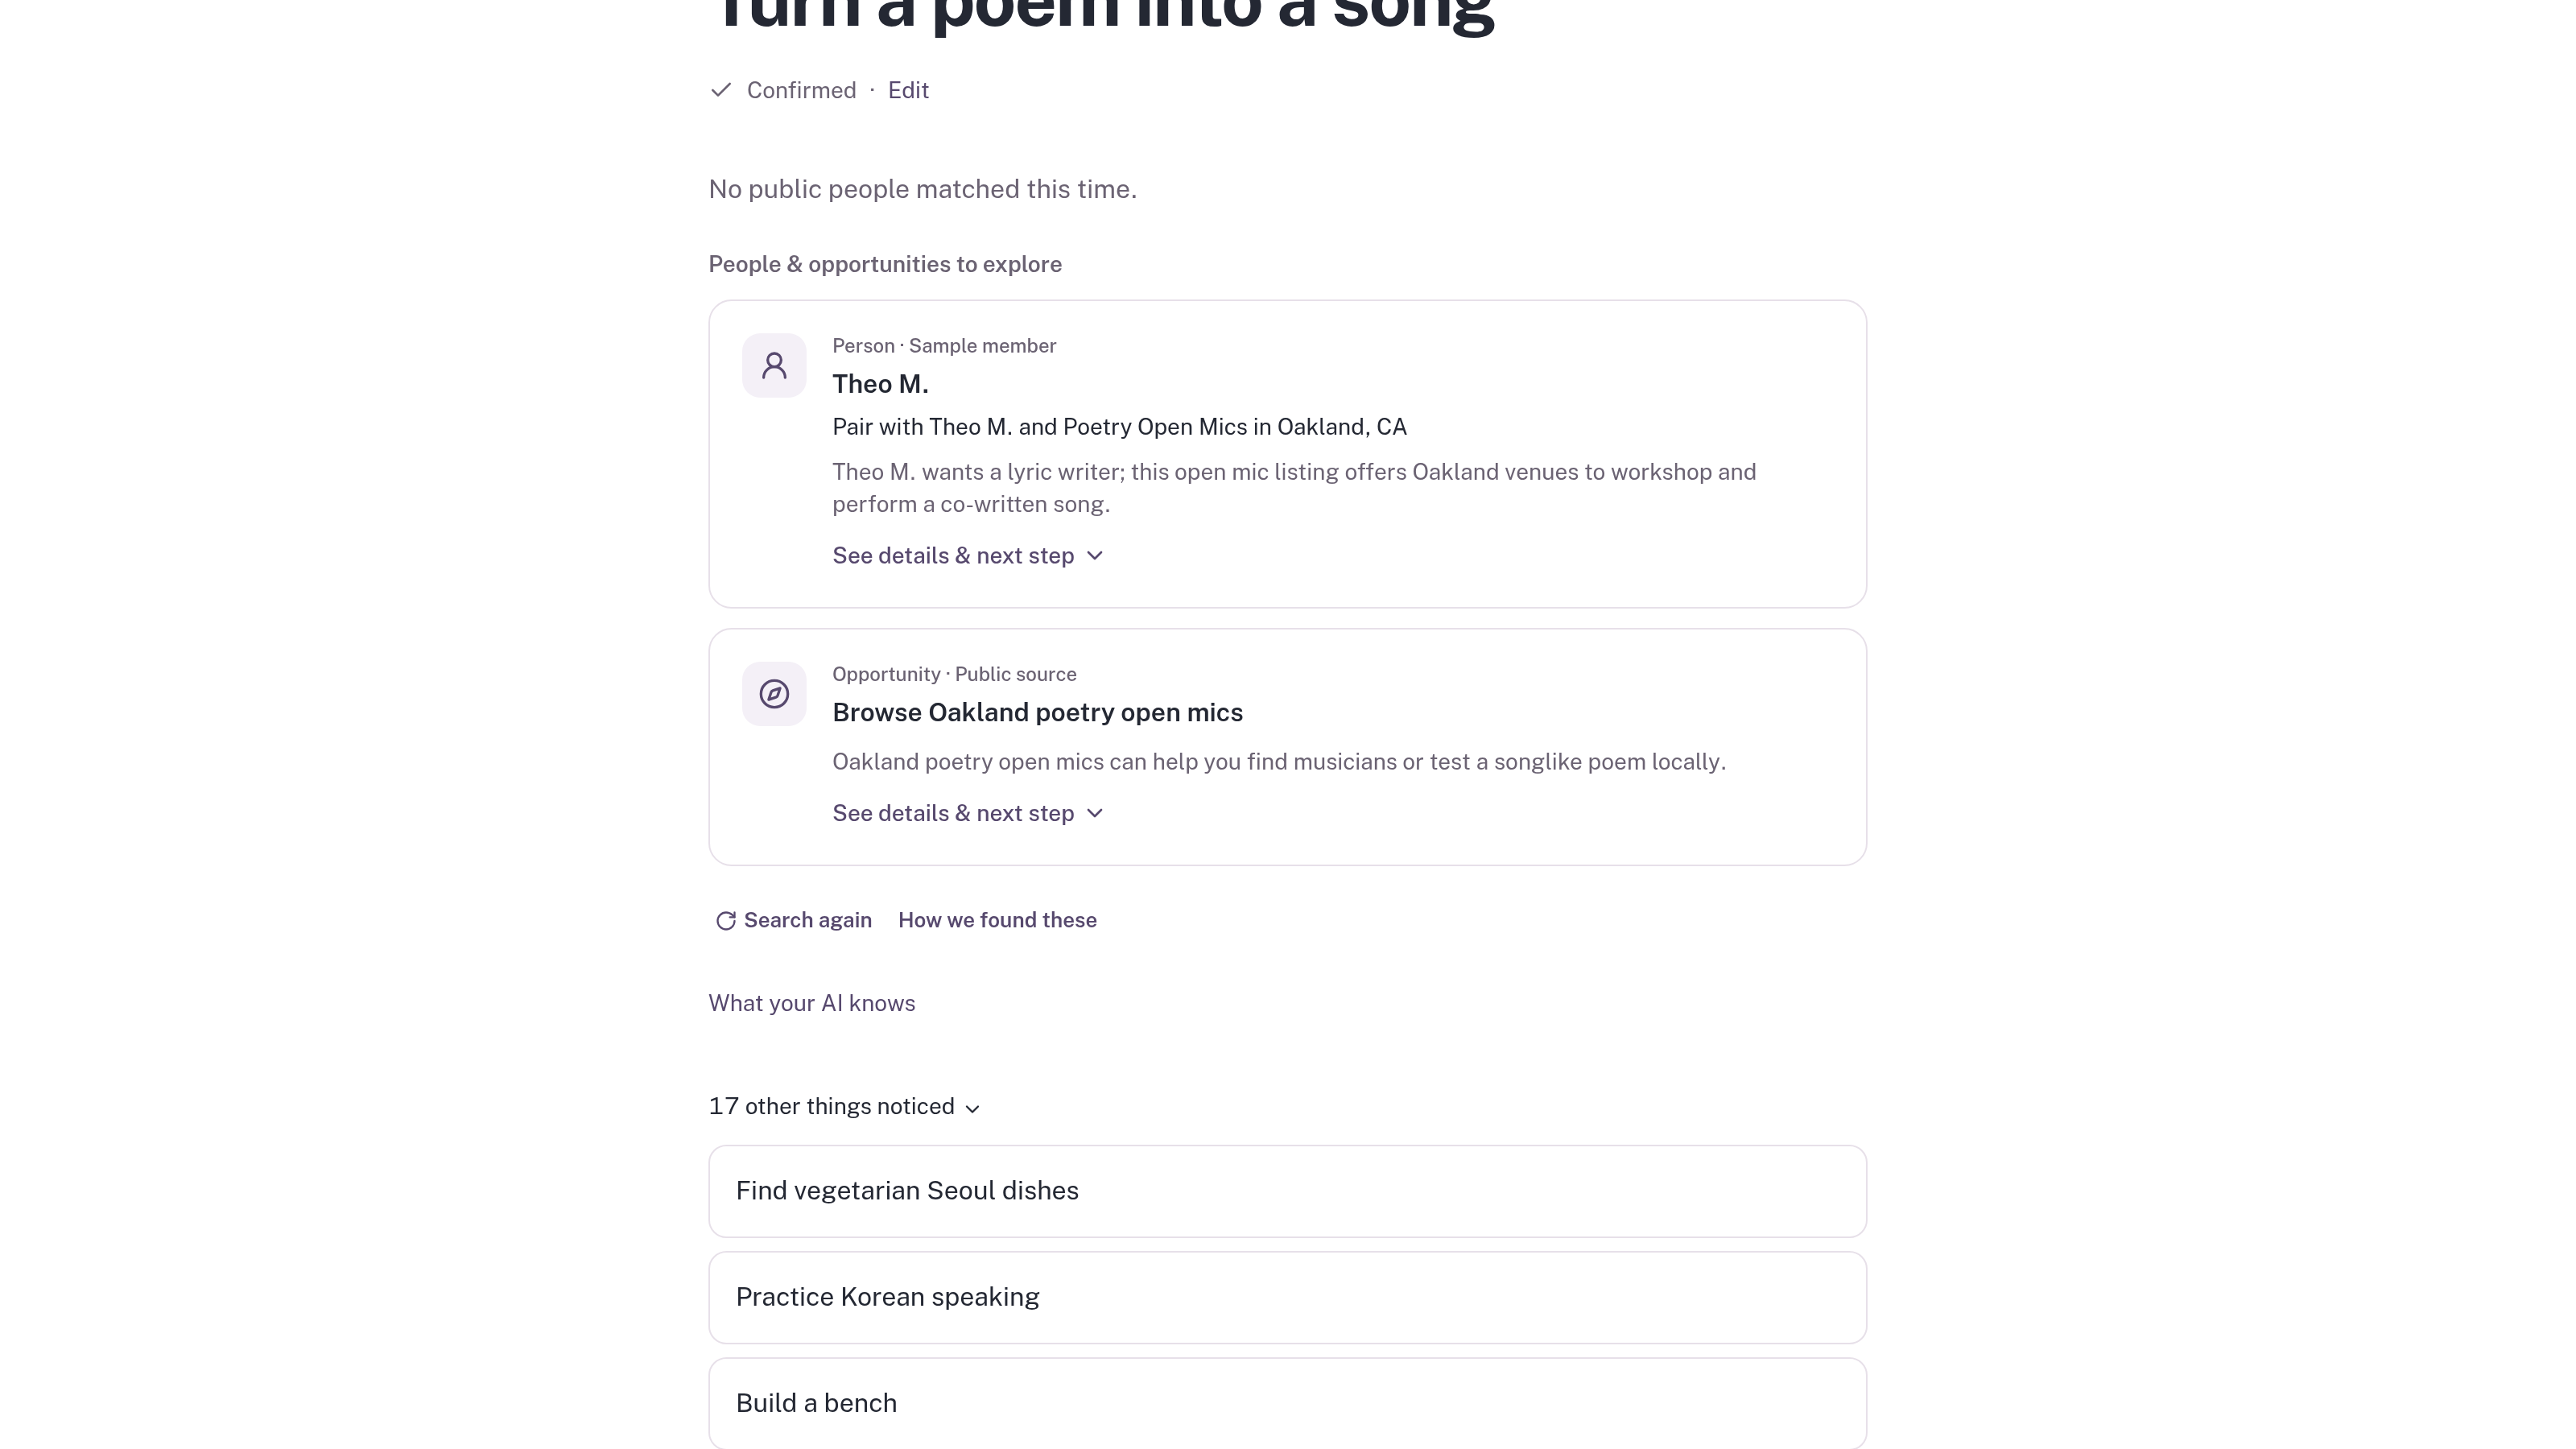 Turn a poem into a song
Confirmed · Edit
No public people matched this time.
People & opportunities to explore
Person · Sample member
Theo M.
Pair with Theo M. and Poetry Open Mics in Oakland, CA
Theo M. wants a lyric writer; this open mic listing offers Oakland venues to workshop and
perform a co-written song.
See details & next step
Opportunity · Public source
Browse Oakland poetry open mics
Oakland poetry open mics can help you find musicians or test a songlike poem locally.
See details & next step
Search again How we found these
What your AI knows
17 other things noticed
Find vegetarian Seoul dishes
Practice Korean speaking
Build a bench